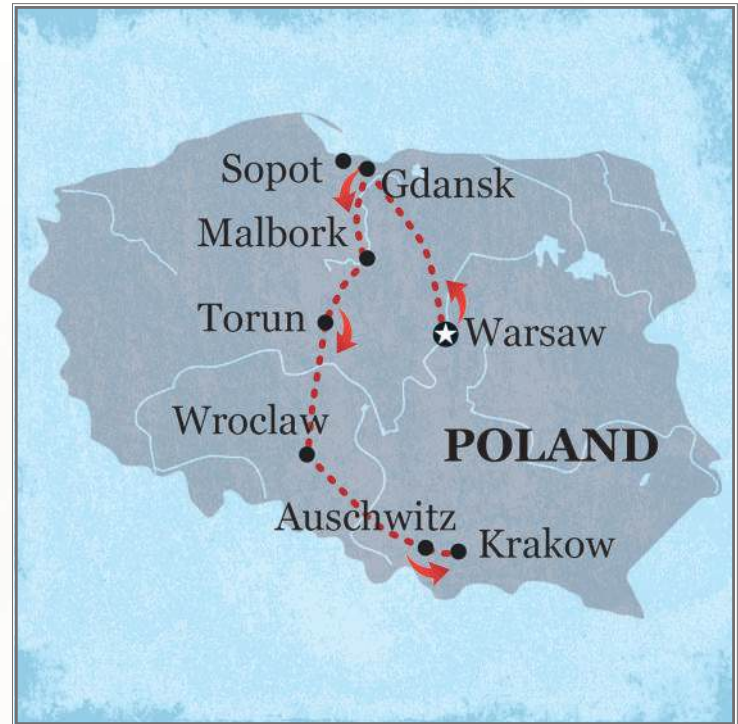 Sopot
Gdansk
Malbork
Torun
Warsaw
Wroclaw
POLAND
Auschwitz
Krakow